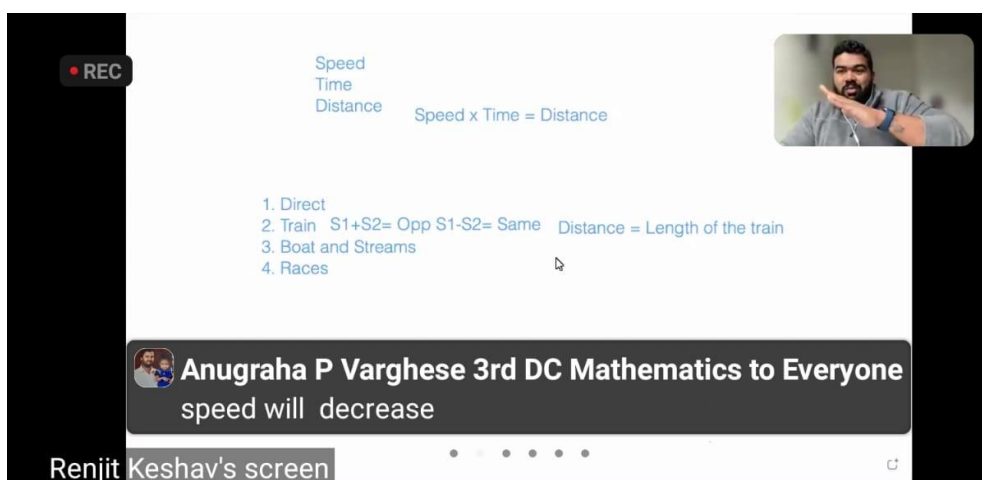 REC
Speed
Time
Distance
Speed x Time = Distance
1. Direct
2. Train S1+S2= Opp S1-S2= Same Distance = Length of the train
3. Boat and Streams
4. Races
Anugraha P Varghese 3rd DC Mathematics to Everyone
speed will decrease
Renjit Keshav's screen